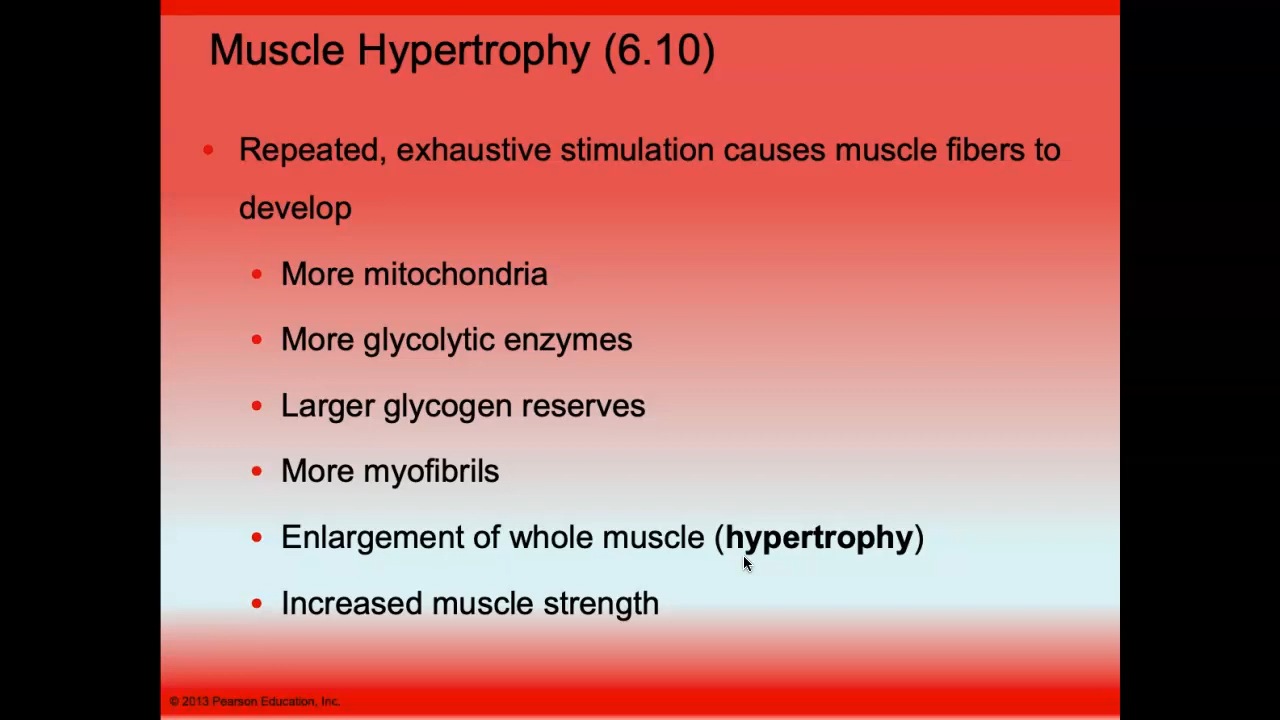 Muscle Hypertrophy (6.10)
• Repeated, exhaustive stimulation causes muscle fibers to
develop
• More mitochondria
• More glycolytic enzymes
• Larger glycogen reserves
• More myofibrils
• Enlargement of whole muscle (hypertrophy)
• Increased muscle strength
© 2013 Pearson Education, Inc.